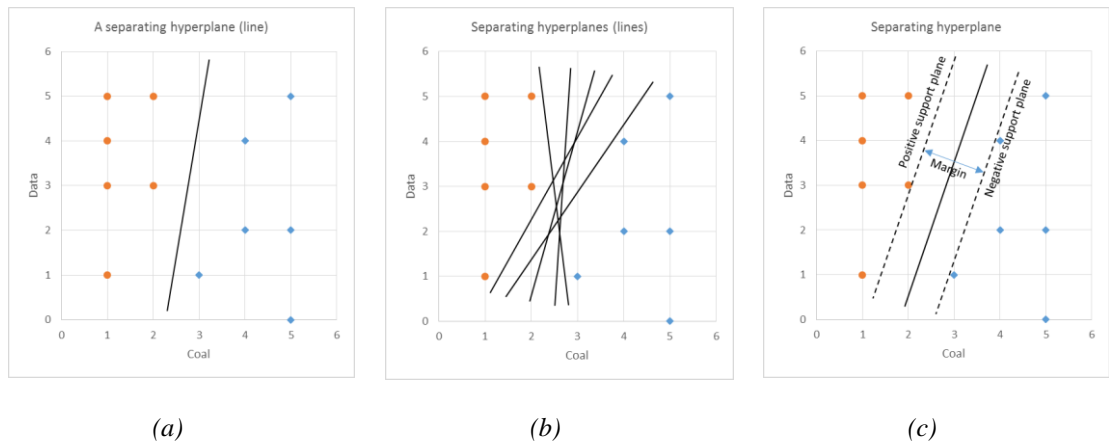 A separating hyperplane (line)
6
5
4
3
2
1
0
Data
0 1 2 3 4 5 6
Coal
Separating hyperplanes (lines)
6
5
4
3
2
1
0
Data
0 1 2 3 4 5 6
Coal
Separating hyperplane
6
5
4
3
2
1
0
Data
Positive support plane
Margin
Negative support plane
0 1 2 3 4 5 6
Coal
(a) (b) (c)